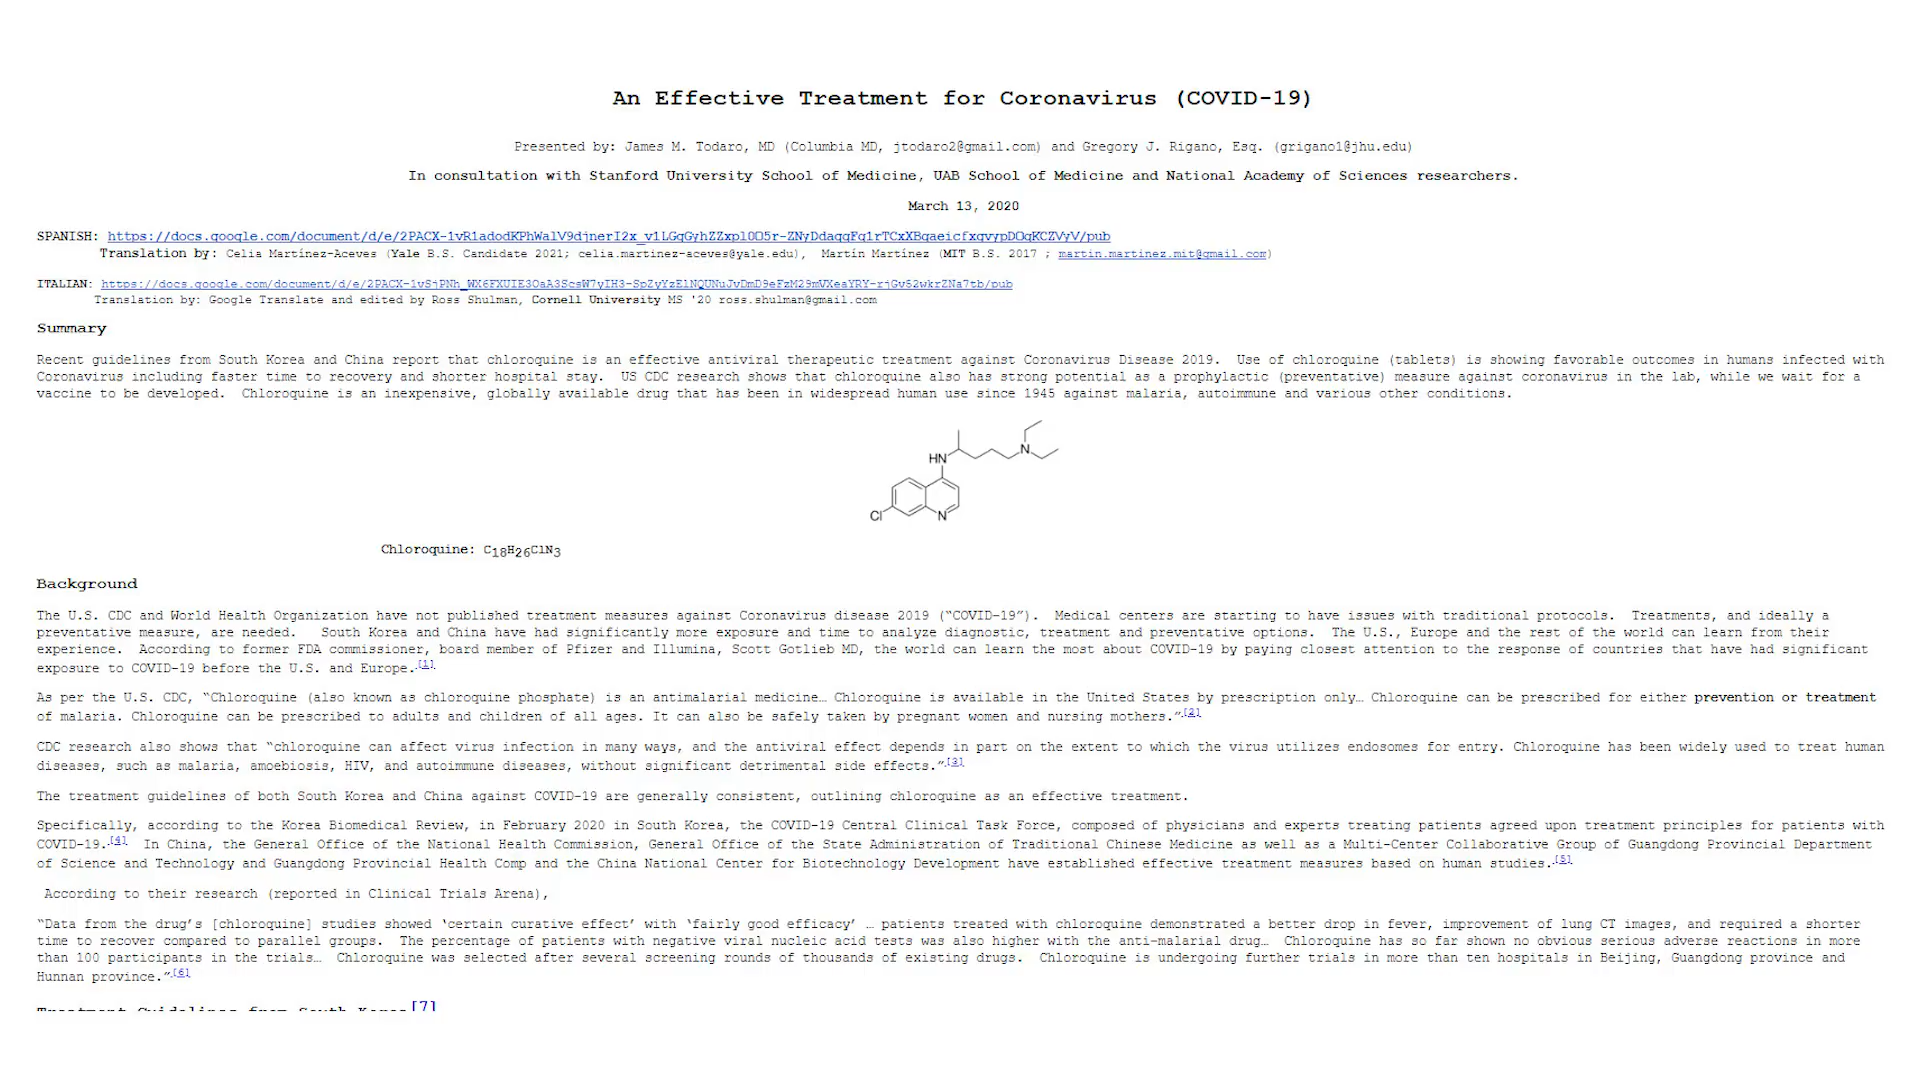 An Effective Treatment for Coronavirus (COVID-19)
Presented by: James M. Todaro, MD (Columbia MD, jtodaro2@gmail.com) and Gregory J. Rigano, Esq. (grigano1@jhu.edu)
In consultation with Stanford University School of Medicine, UAB School of Medicine and National Academy of Sciences researchers.
March 13, 2020
SPANISH:
Translation by: Celia Martínez-Aceves (Yale B.S. Candidate 2021; celia.martinez-aceves@yale.edu), Martín Martínez (MIT B.S. 2017 ; martin.martinez.mit@gmail.com)
ITALIAN:
Translation by: Google Translate and edited by Ross Shulman, Cornell University MS '20 ross.shulman@gmail.com
Summary
Recent guidelines from South Korea and China report that chloroquine is an effective antiviral therapeutic treatment against Coronavirus Disease 2019. Use of chloroquine (tablets) is showing favorable outcomes in humans infected with
Coronavirus including faster time to recovery and shorter hospital stay. US CDC research shows that chloroquine also has strong potential as a prophylactic (preventative) measure against coronavirus in the lab, while we wait for a
vaccine to be developed. Chloroquine is an inexpensive, globally available drug that has been in widespread human use since 1945 against malaria, autoimmune and various other conditions.
HN
N
Cl
N
Chloroquine: C18H26ClN3
Background
The U.S. CDC and World Health Organization have not published treatment measures against Coronavirus disease 2019 (“COVID-19”). Medical centers are starting to have issues with traditional protocols. Treatments, and ideally a
preventative measure, are needed. South Korea and China have had significantly more exposure and time to analyze diagnostic, treatment and preventative options. The U.S., Europe and the rest of the world can learn from their
experience. According to former FDA commissioner, board member of Pfizer and Illumina, Scott Gotlieb MD, the world can learn the most about COVID-19 by paying closest attention to the response of countries that have had significant
exposure to COVID-19 before the U.S. and Europe.[1]
As per the U.S. CDC, “Chloroquine (also known as chloroquine phosphate) is an antimalarial medicine… Chloroquine is available in the United States by prescription only… Chloroquine can be prescribed for either prevention or treatment
of malaria. Chloroquine can be prescribed to adults and children of all ages. It can also be safely taken by pregnant women and nursing mothers.”[2]
CDC research also shows that “chloroquine can affect virus infection in many ways, and the antiviral effect depends in part on the extent to which the virus utilizes endosomes for entry. Chloroquine has been widely used to treat human
diseases, such as malaria, amoebiosis, HIV, and autoimmune diseases, without significant detrimental side effects.”[3]
The treatment guidelines of both South Korea and China against COVID-19 are generally consistent, outlining chloroquine as an effective treatment.
Specifically, according to the Korea Biomedical Review, in February 2020 in South Korea, the COVID-19 Central Clinical Task Force, composed of physicians and experts treating patients agreed upon treatment principles for patients with
COVID-19.[4] In China, the General Office of the National Health Commission, General Office of the State Administration of Traditional Chinese Medicine as well as a Multi-Center Collaborative Group of Guangdong Provincial Department
of Science and Technology and Guangdong Provincial Health Comp and the China National Center for Biotechnology Development have established effective treatment measures based on human studies.[5]
According to their research (reported in Clinical Trials Arena),
“Data from the drug’s [chloroquine] studies showed ‘certain curative effect’ with ‘fairly good efficacy’ … patients treated with chloroquine demonstrated a better drop in fever, improvement of lung CT images, and required a shorter
time to recover compared to parallel groups. The percentage of patients with negative viral nucleic acid tests was also higher with the anti-malarial drug… Chloroquine has so far shown no obvious serious adverse reactions in more
than 100 participants in the trials… Chloroquine was selected after several screening rounds of thousands of existing drugs. Chloroquine is undergoing further trials in more than ten hospitals in Beijing, Guangdong province and
Hunnan province.”[6]
Treatment Guidelines from South Korea[7]